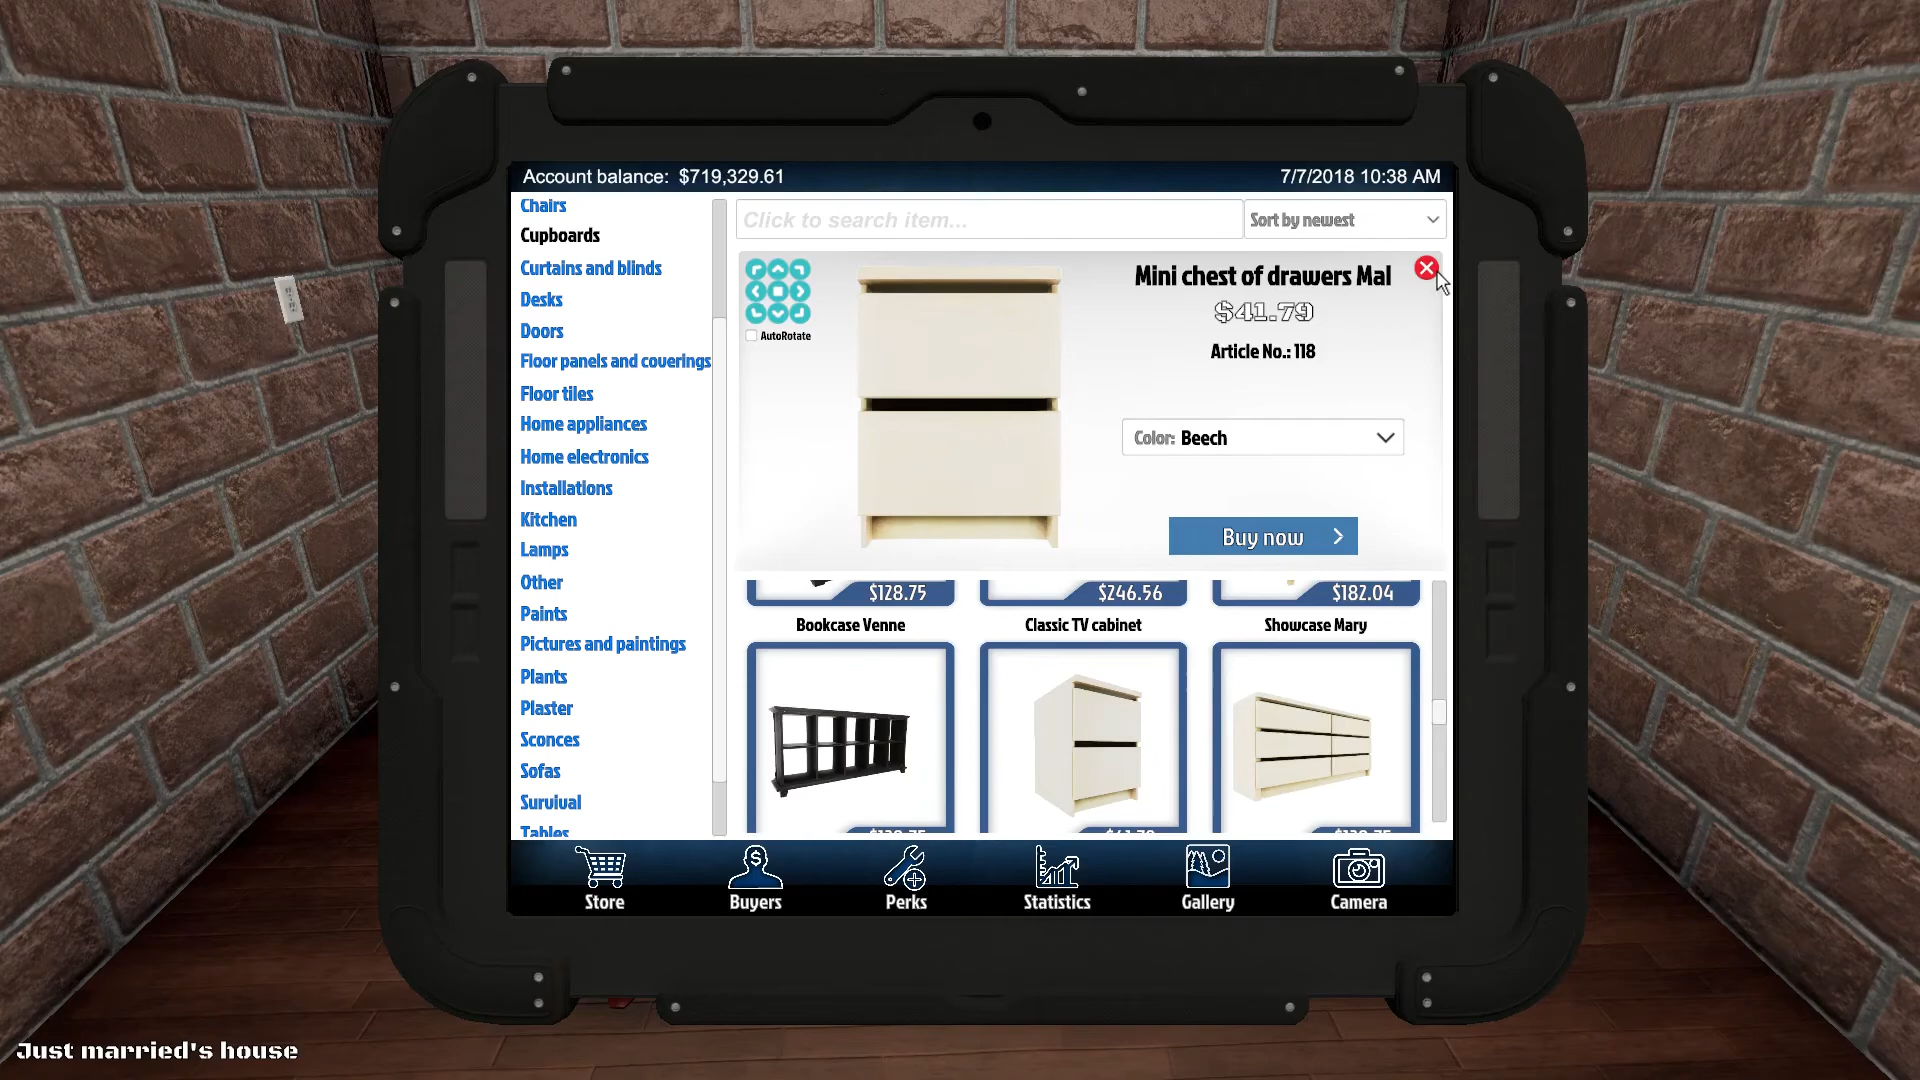 Account balance: $719,329.61
7/7/2018 10:38 AM
Chairs
Cupboards
Curtains and blinds
Desks
Doors
Floor panels and coverings
Floor tiles
Home appliances
Home electronics
Installations
Kitchen
Lamps
Other
Paints
Pictures and paintings
Plants
Plaster
Sconces
Sofas
Survival
Tables
Click to search item...
Sort by newest
AutoRotate
Mini chest of drawers Mal
$41.79
Article No.: 118
Color: Beech
Buy now
$128.75
$246.56
$182.04
Bookcase Venne
Classic TV cabinet
Showcase Mary
Store
Buyers
Perks
Statistics
Gallery
Camera
Just married's house